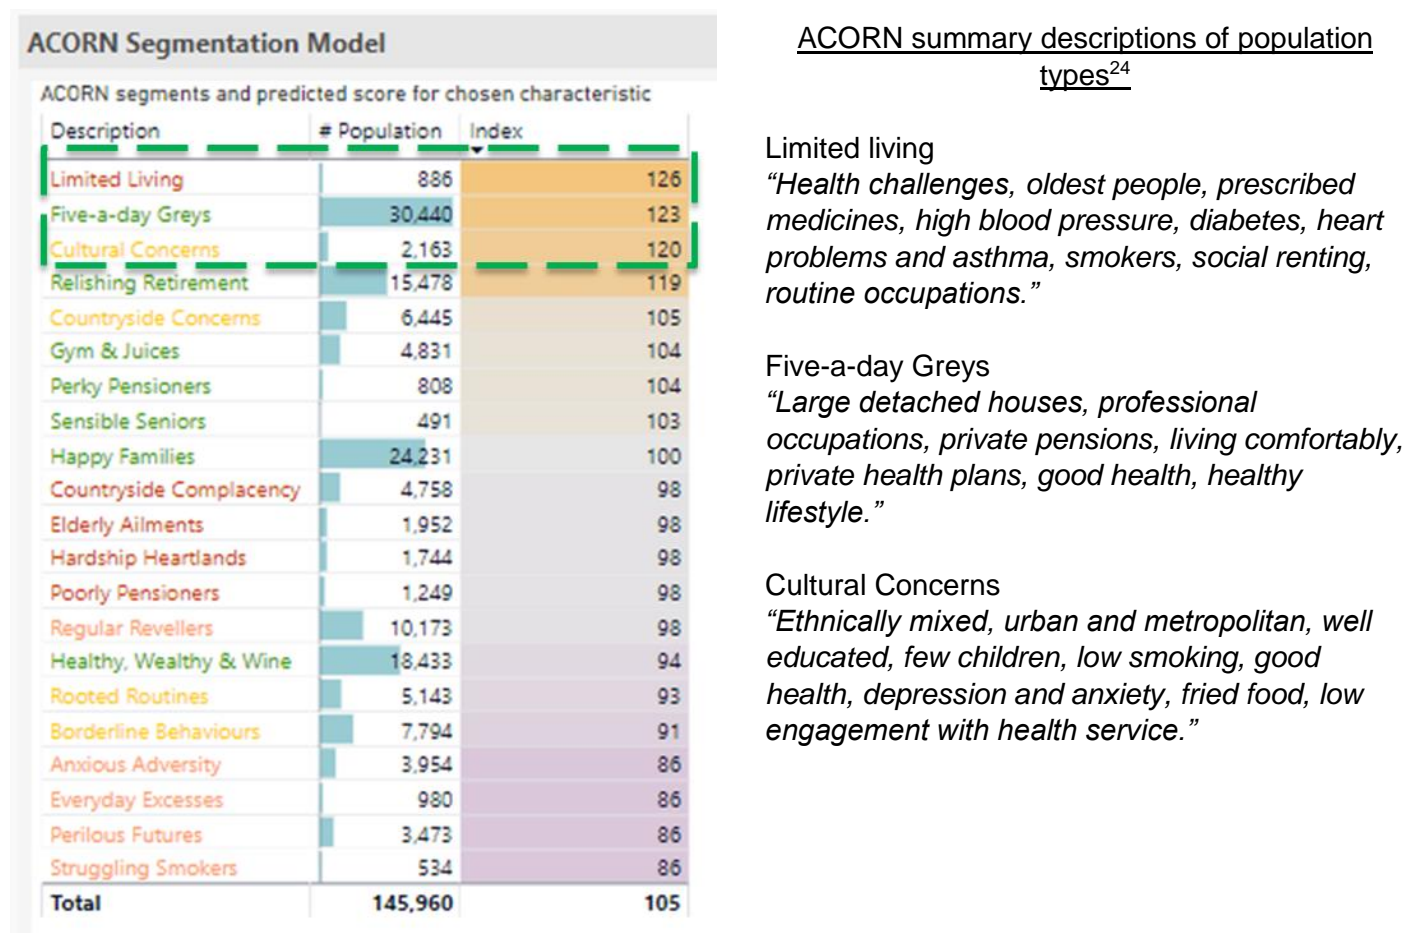 ACORN Segmentation Model
ACORN segments and predicted score for chosen characteristic
Description # Population Index
Limited Living 886 126
Five-a-day Greys 30,440 123
Cultural Concerns 2,163 120
Relishing Retirement 15,478 119
Countryside Concerns 6,445 105
Gym & Juices 4,831 104
Perky Pensioners 808 104
Sensible Seniors 491 103
Happy Families 24,231 100
Countryside Complacency 4,758 98
Elderly Ailments 1,952 98
Hardship Heartlands 1,744 98
Poorly Pensioners 1,249 98
Regular Revellers 10,173 98
Healthy, Wealthy & Wine 18,433 94
Rooted Routines 5,143 93
Borderline Behaviours 7,794 91
Anxious Adversity 3,954 86
Everyday Excesses 980 86
Perilous Futures 3,473 86
Struggling Smokers 534 86
Total 145,960 105
ACORN summary descriptions of population
types24
Limited living
“Health challenges, oldest people, prescribed
medicines, high blood pressure, diabetes, heart
problems and asthma, smokers, social renting,
routine occupations.”
Five-a-day Greys
“Large detached houses, professional
occupations, private pensions, living comfortably,
private health plans, good health, healthy
lifestyle.”
Cultural Concerns
“Ethnically mixed, urban and metropolitan, well
educated, few children, low smoking, good
health, depression and anxiety, fried food, low
engagement with health service.”